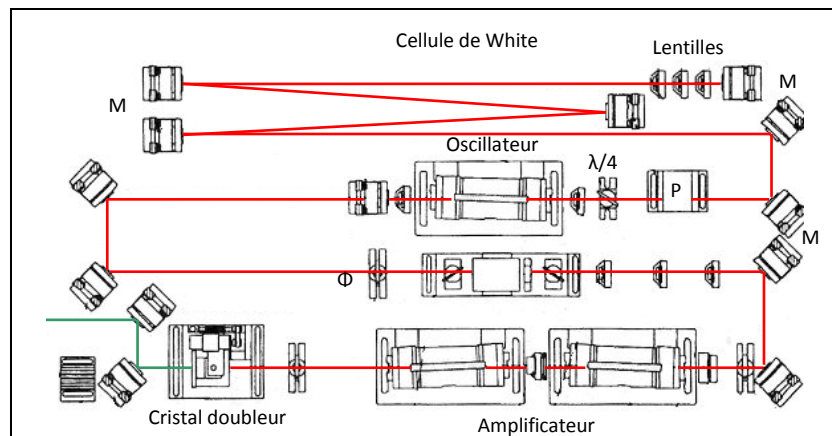 Cellule de White
Lentilles
M
M
Oscillateur
λ/4
P
M
Φ
Cristal doubleur
Amplificateur